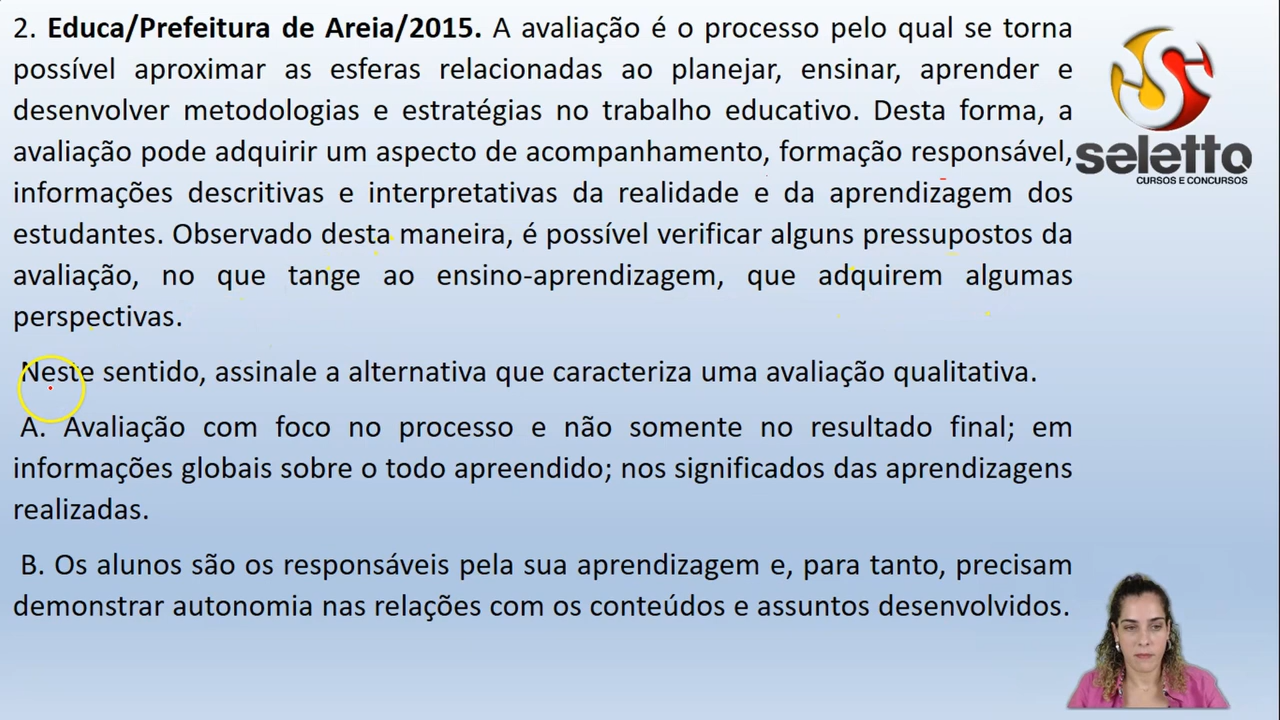 2. Educa/Prefeitura de Areia/2015. A avaliação é o processo pelo qual se torna
possível aproximar as esferas relacionadas ao planejar, ensinar, aprender e
desenvolver metodologias e estratégias no trabalho educativo. Desta forma, a
avaliação pode adquirir um aspecto de acompanhamento, formação responsável,
informações descritivas e interpretativas da realidade e da aprendizagem dos
estudantes. Observado desta maneira, é possível verificar alguns pressupostos da
avaliação, no que tange ao ensino-aprendizagem, que adquirem algumas
perspectivas.
Neste sentido, assinale a alternativa que caracteriza uma avaliação qualitativa.
A. Avaliação com foco no processo e não somente no resultado final; em
informações globais sobre o todo apreendido; nos significados das aprendizagens
realizadas.
B. Os alunos são os responsáveis pela sua aprendizagem e, para tanto, precisam
demonstrar autonomia nas relações com os conteúdos e assuntos desenvolvidos.
seletto
CURSOS E CONCURSOS